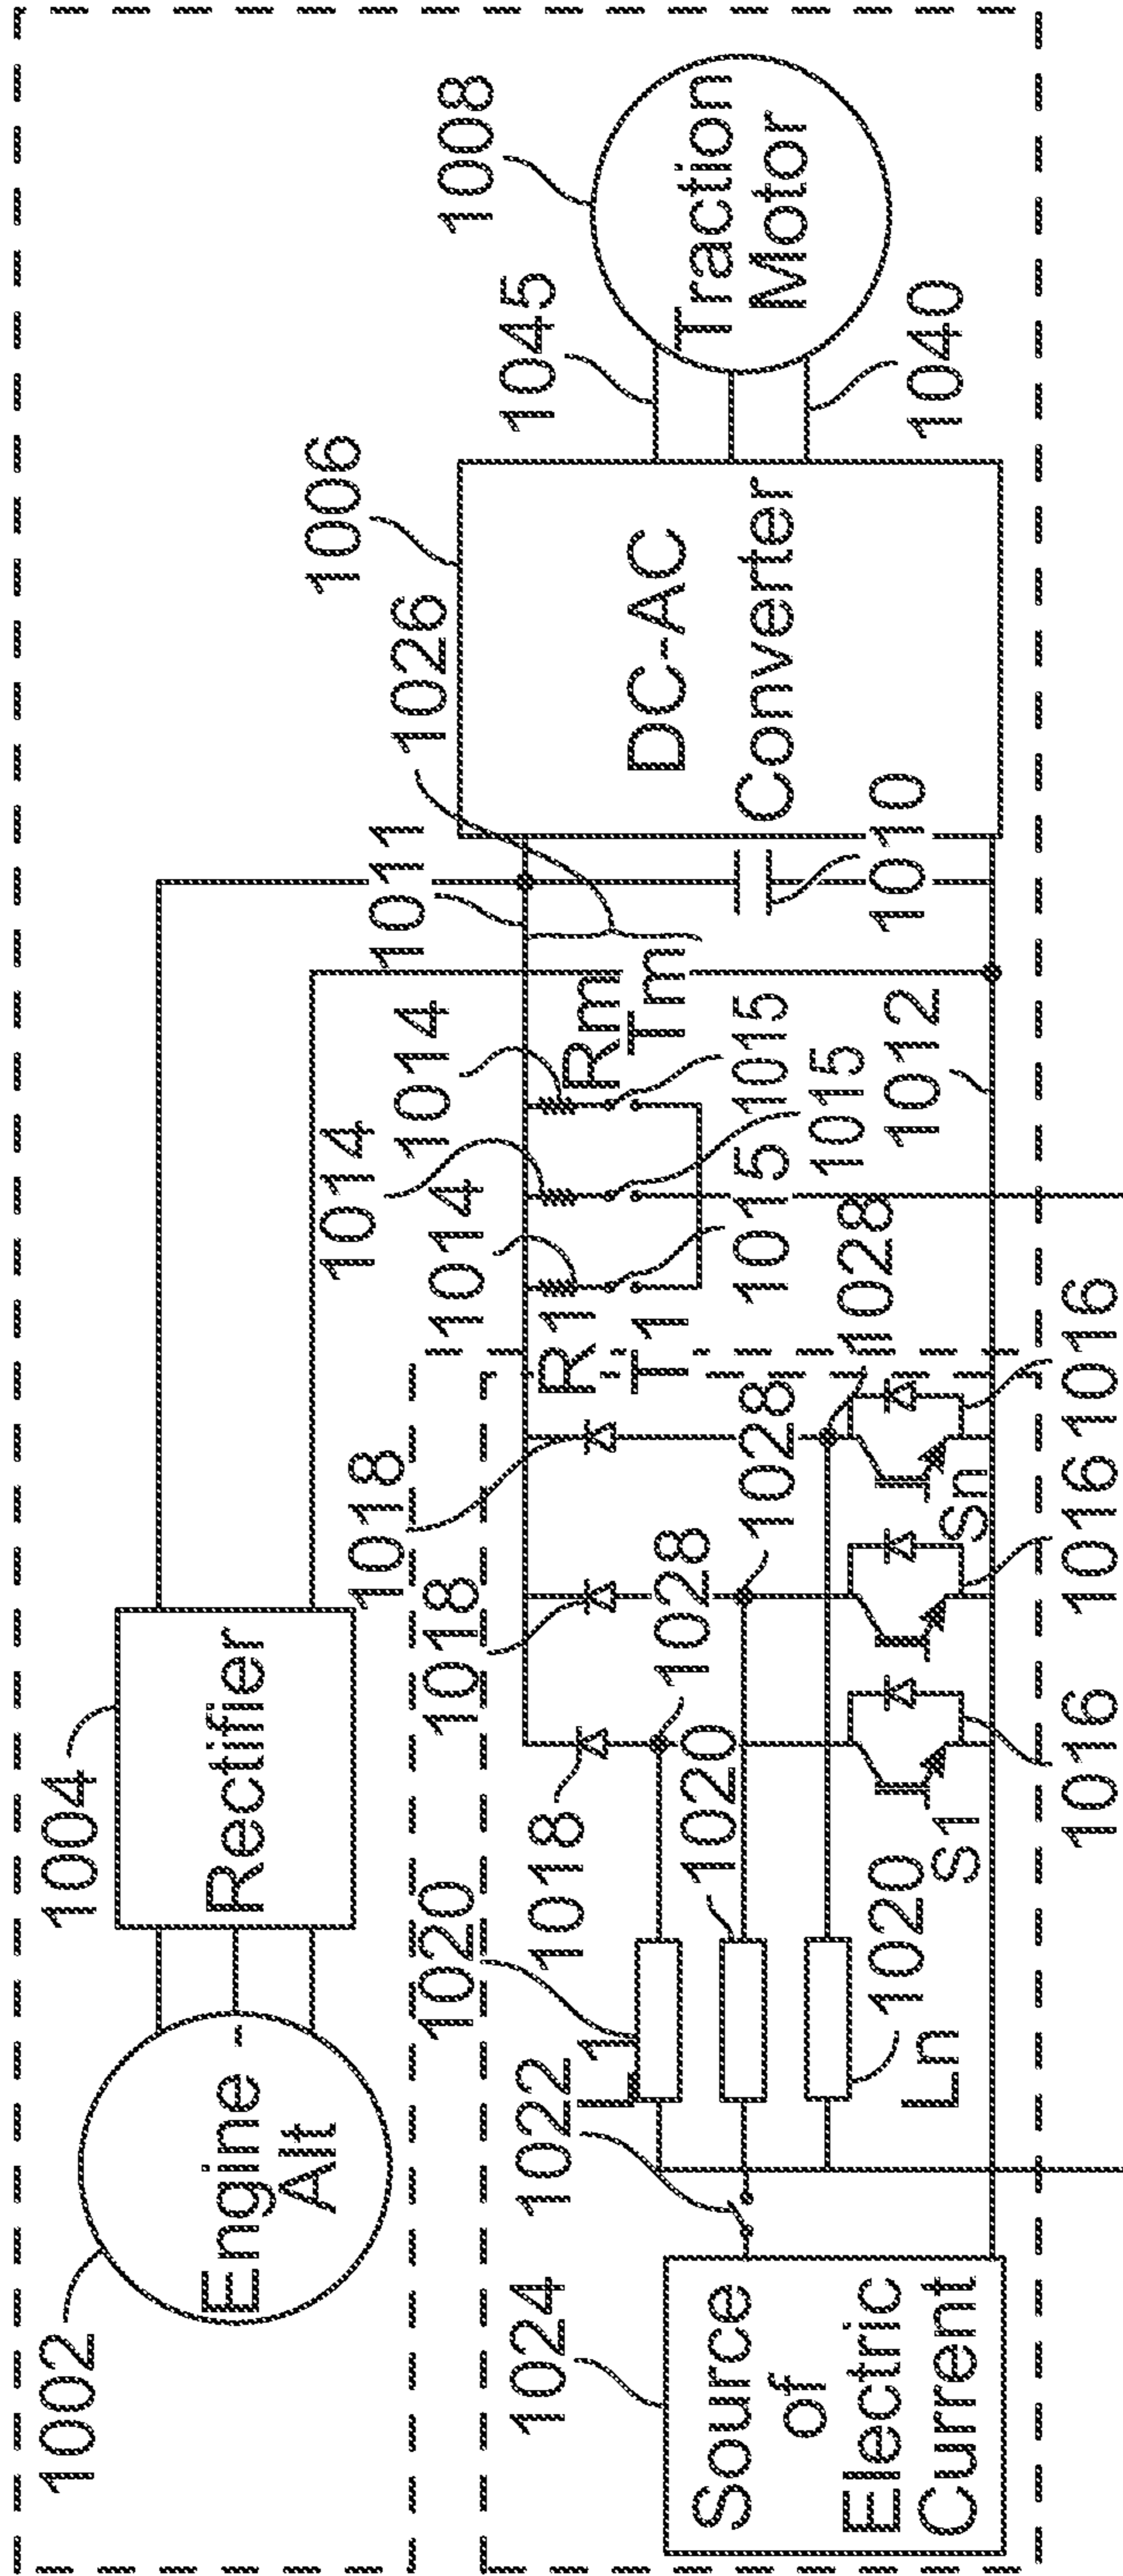 1002
Engine -
Alt
1004
Rectifier
1006
1026
1011
1014
1014
1014
1018
1018
1018
1020
1022
1024
Source
of
Electric
Current
L1
1020
Ln
1020
1028
1028
1028
S1
Sn
1016
1016
1016
R1
T1
Rm
Tm
1015
1015
1015
1012
1010
DC-AC
Converter
1045
1040
1008
Traction
Motor